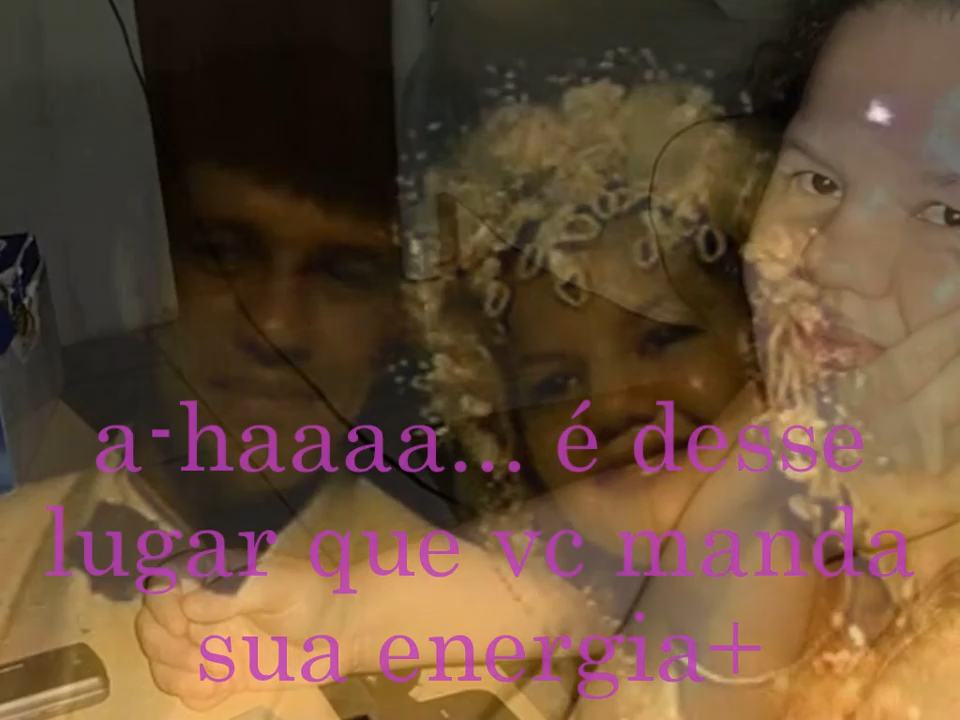 a-haaaa... é desse
lugar que vc manda
sua energia+